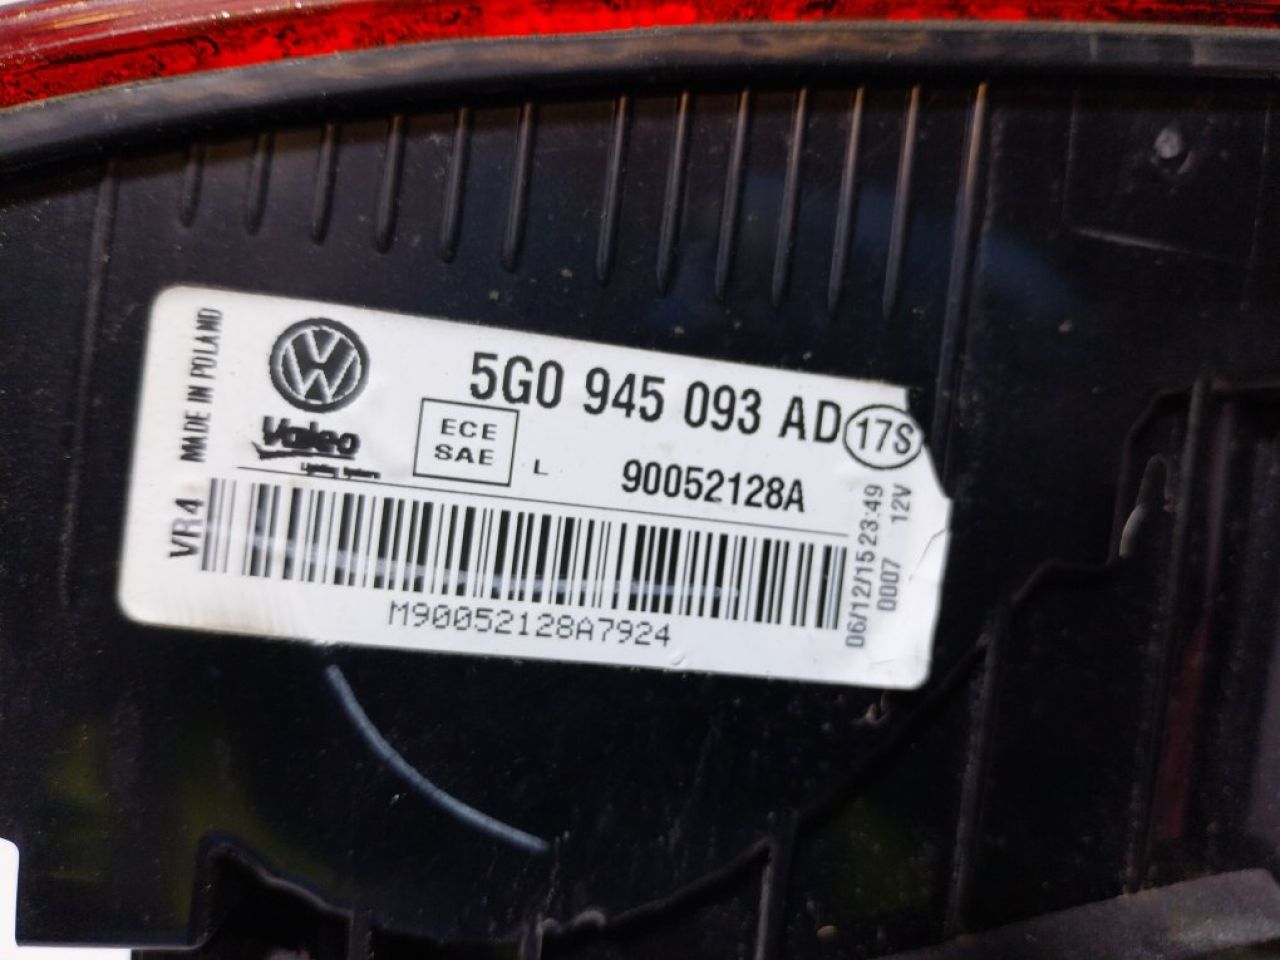 MADE IN POLAND
VW
5G0 945 093 AD
17S
Valeo
ECE
SAE
L
90052128A
VR4
06/12/15 23:49
0007 12V
M90052128A7924